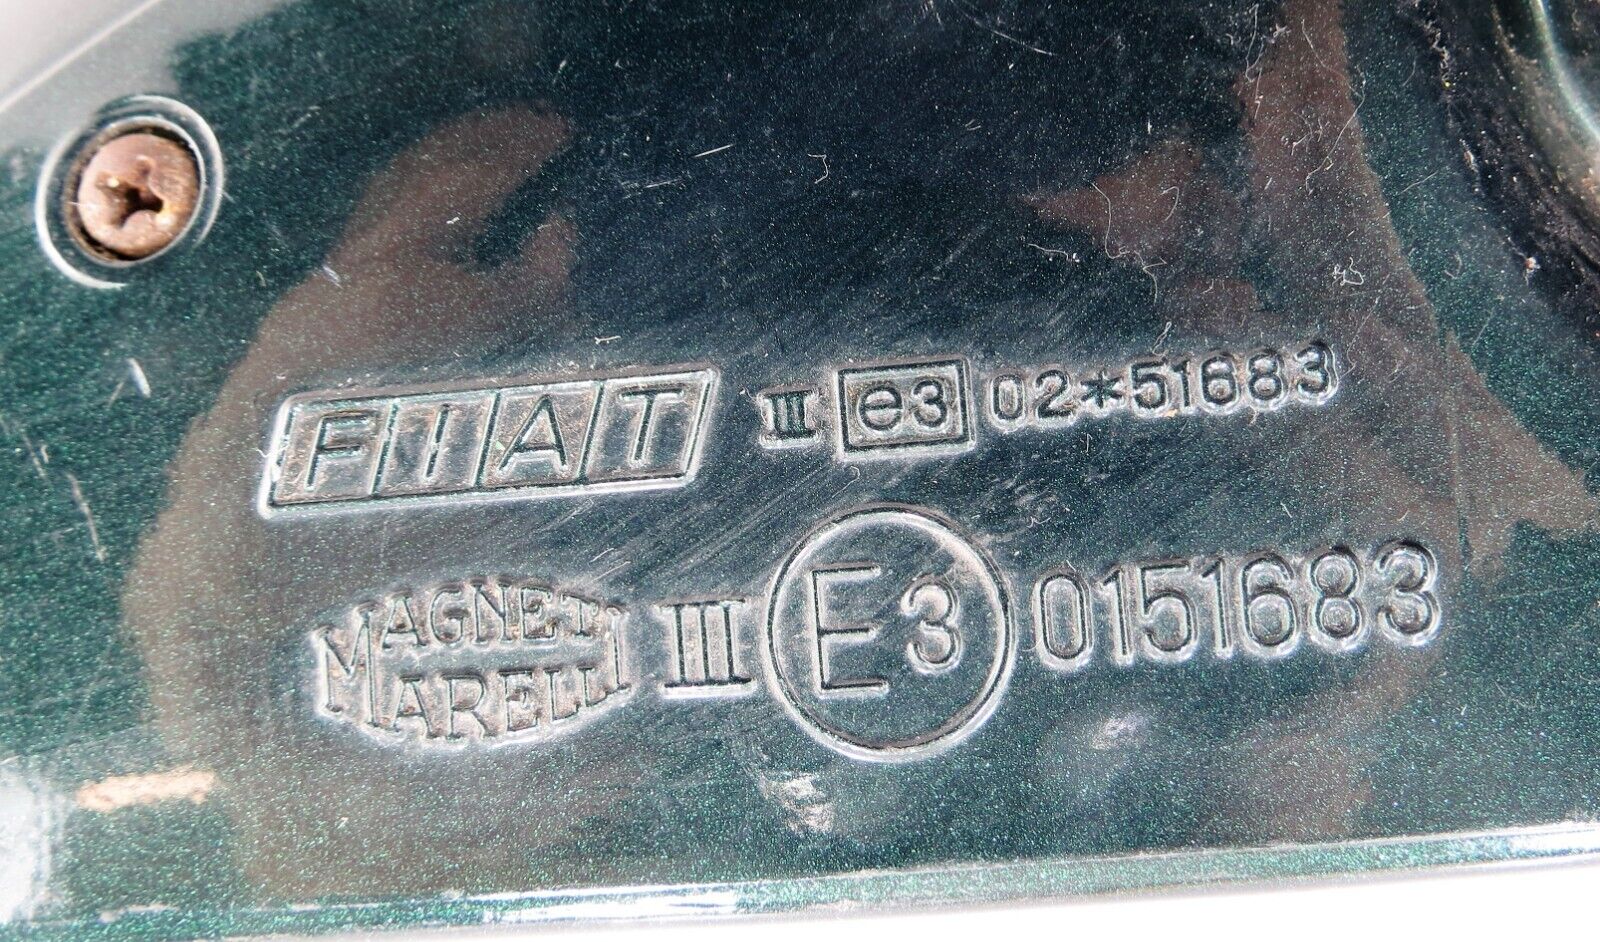 FIAT III e3 02*51683
MAGNETI MARELLI III E3 0151683